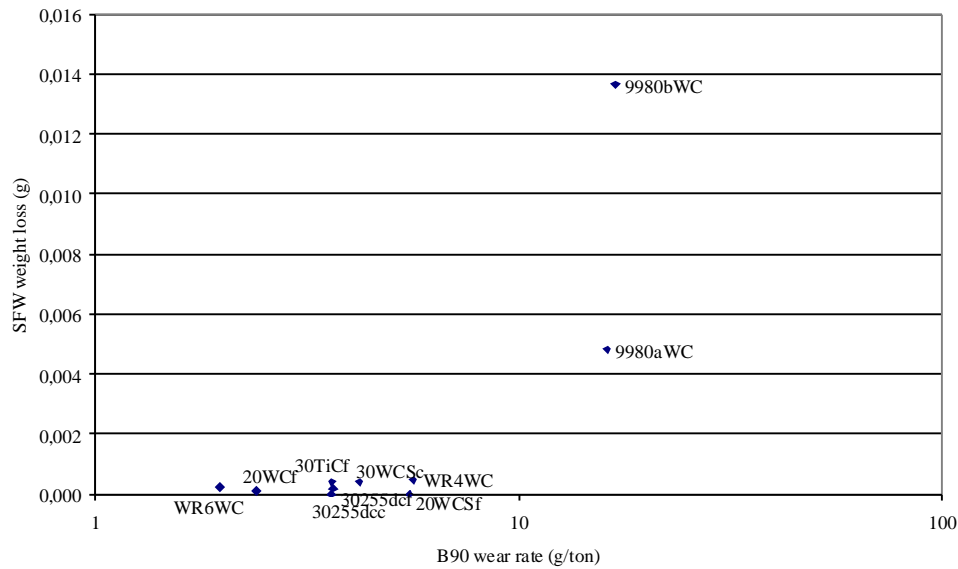 0,016
0,014
9980bWC
0,012
0,010
SFW weight loss (g)
0,008
0,006
9980aWC
0,004
0,002
30TiCf
30WCSc
20WCf
WR4WC
0,000
30255dcf
20WCSf
WR6WC
30255dcc
1
10
100
B90 wear rate (g/ton)